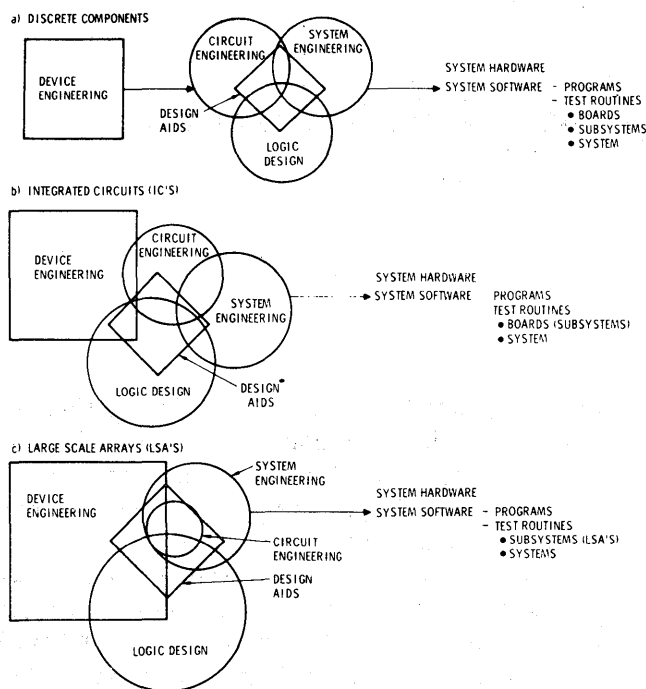 a) DISCRETE COMPONENTS
DEVICE
ENGINEERING
CIRCUIT
ENGINEERING
SYSTEM
ENGINEERING
DESIGN
AIDS
LOGIC
DESIGN
SYSTEM HARDWARE
SYSTEM SOFTWARE - PROGRAMS
- TEST ROUTINES
• BOARDS
• SUBSYSTEMS
• SYSTEM
b) INTEGRATED CIRCUITS (IC'S)
DEVICE
ENGINEERING
CIRCUIT
ENGINEERING
SYSTEM
ENGINEERING
LOGIC DESIGN
DESIGN
AIDS
SYSTEM HARDWARE
SYSTEM SOFTWARE PROGRAMS
TEST ROUTINES
• BOARDS (SUBSYSTEMS)
• SYSTEM
c) LARGE SCALE ARRAYS (LSA'S)
DEVICE
ENGINEERING
SYSTEM
ENGINEERING
CIRCUIT
ENGINEERING
DESIGN
AIDS
LOGIC DESIGN
SYSTEM HARDWARE
SYSTEM SOFTWARE - PROGRAMS
- TEST ROUTINES
• SUBSYSTEMS (LSA'S)
• SYSTEMS